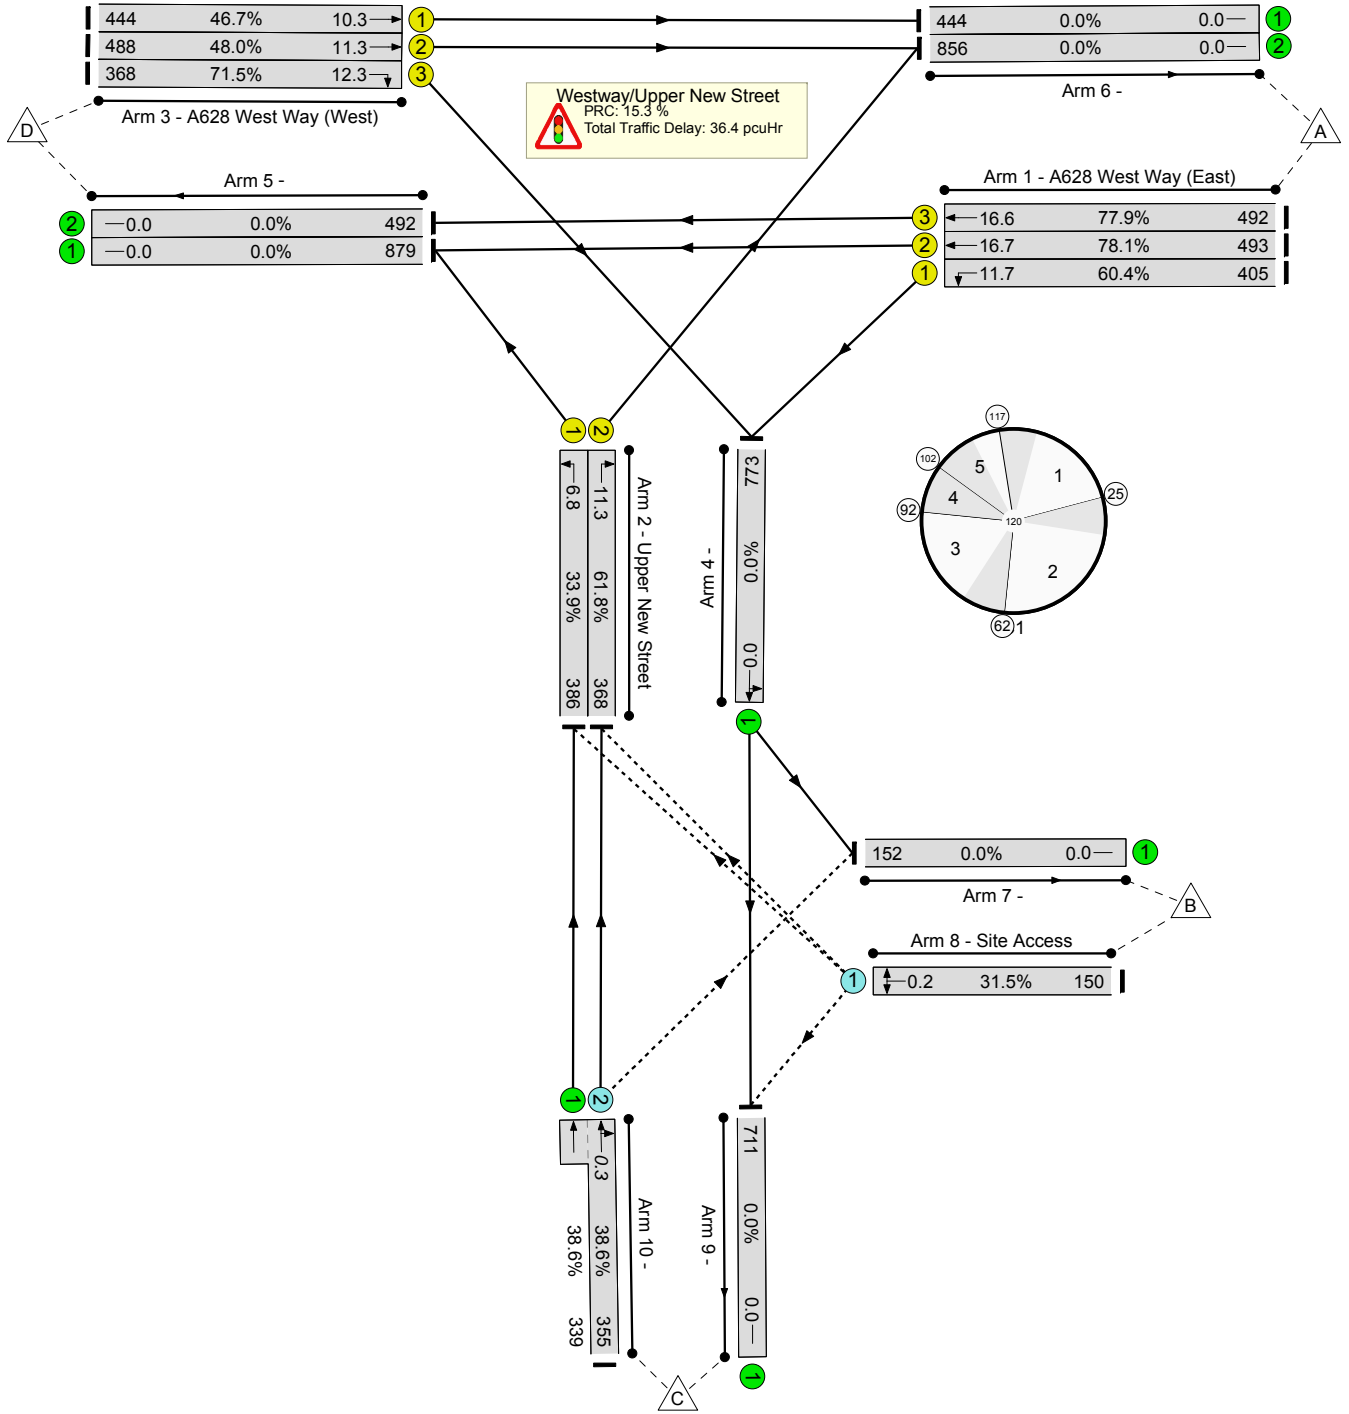 444 46.7% 10.3 1
488 48.0% 11.3 2
368 71.5% 12.3 3
Arm 3 - A628 West Way (West)
D
444 0.0% 0.0 1
856 0.0% 0.0 2
Arm 6 -
A
Westway/Upper New Street
PRC: 15.3 %
Total Traffic Delay: 36.4 pcuHr
Arm 5 -
2 0.0 0.0% 492
1 0.0 0.0% 879
Arm 1 - A628 West Way (East)
3 16.6 77.9% 492
2 16.7 78.1% 493
1 11.7 60.4% 405
1 2
6.8 33.9% 386
11.3 61.8% 368
Arm 2 - Upper New Street
Arm 4 -
773 0.0% 0.0
1
117
102
92
25
62
1
120
1
2
3
4
5
152 0.0% 0.0 1
Arm 7 -
B
Arm 8 - Site Access
1 0.2 31.5% 150
1 2
38.6% 339
0.3 38.6% 355
Arm 10 -
Arm 9 -
711 0.0% 0.0
1
C